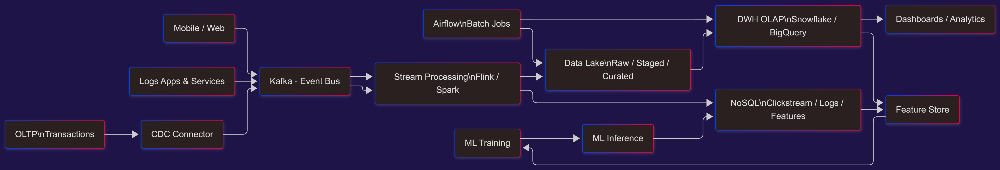 Mobile / Web
Logs Apps & Services
OLTP\nTransactions
CDC Connector
Kafka - Event Bus
Airflow\nBatch Jobs
Stream Processing\nFlink /
Spark
Data Lake\nRaw / Staged /
Curated
ML Training
ML Inference
DWH OLAP\nSnowflake /
BigQuery
NoSQL\nClickstream / Logs /
Features
Dashboards / Analytics
Feature Store